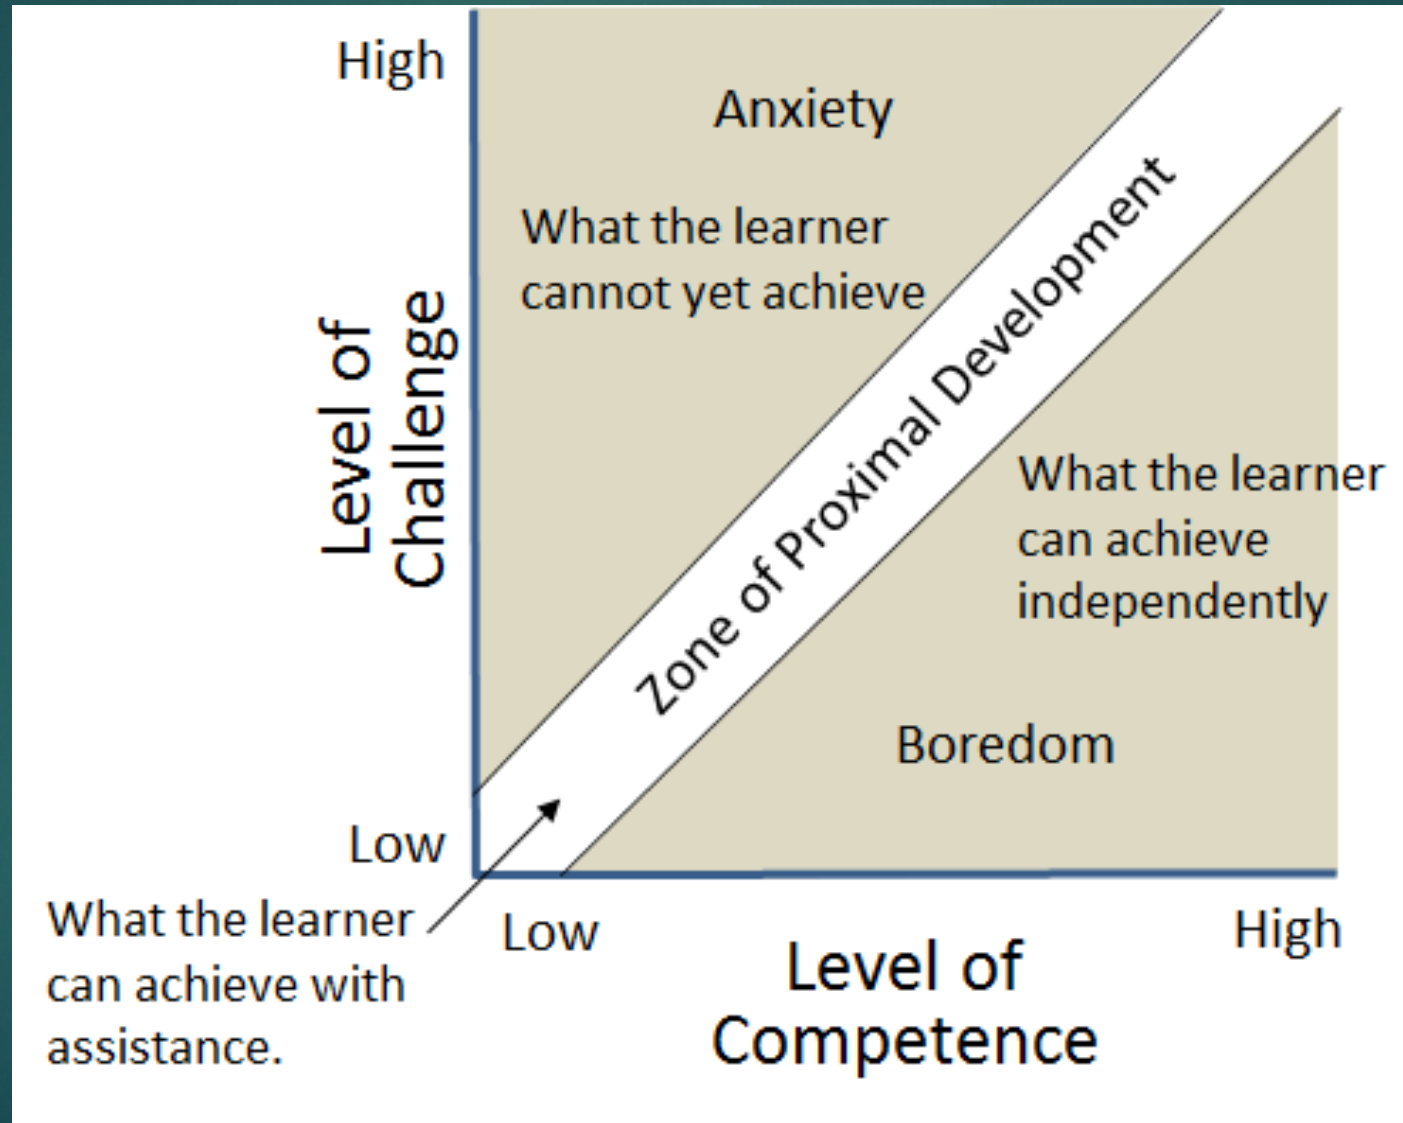 High
Anxiety
What the learner
cannot yet achieve
Level of
Challenge
Zone of Proximal Development
What the learner
can achieve
independently
Boredom
Low
What the learner
can achieve with
assistance.
Low
High
Level of
Competence